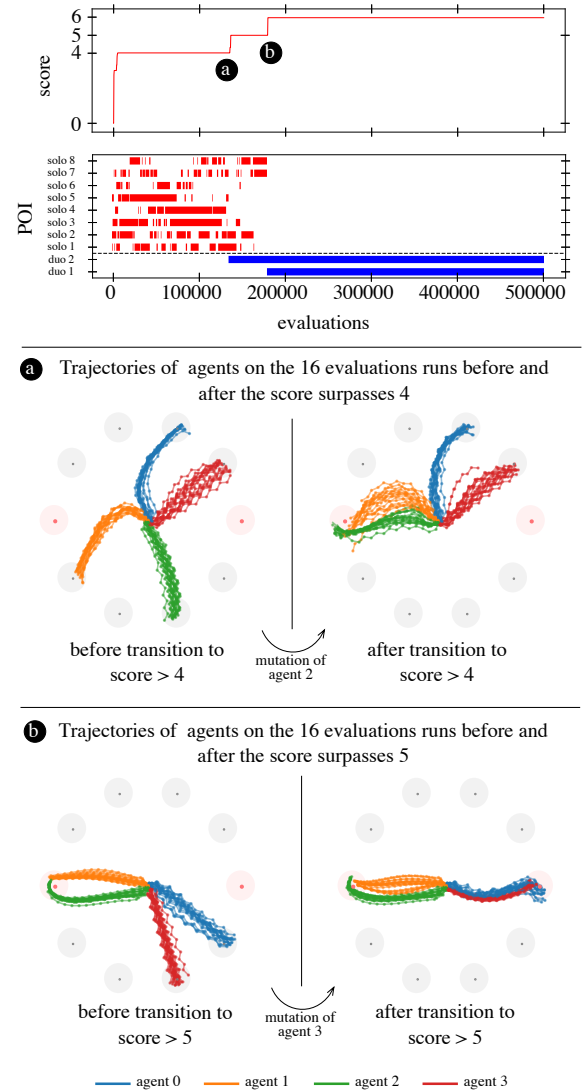 6
5
4
0
score
a
b
solo 8
solo 7
solo 6
solo 5
solo 4
solo 3
solo 2
solo 1
duo 2
duo 1
POI
0 100000 200000 300000 400000 500000
evaluations
a Trajectories of agents on the 16 evaluations runs before and
after the score surpasses 4
before transition to
score > 4
mutation of
agent 2
after transition to
score > 4
b Trajectories of agents on the 16 evaluations runs before and
after the score surpasses 5
before transition to
score > 5
mutation of
agent 3
after transition to
score > 5
agent 0 agent 1 agent 2 agent 3